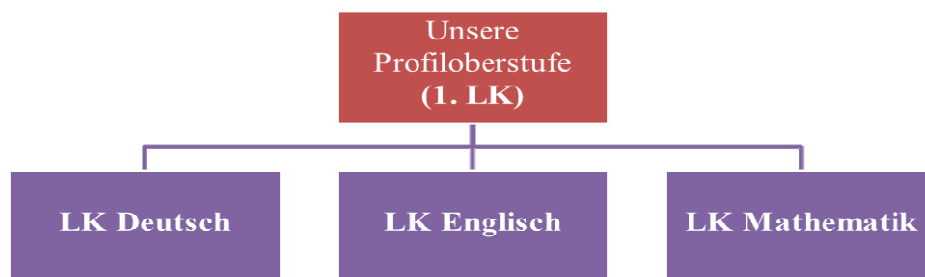 Unsere
Profiloberstufe
(1. LK)
LK Deutsch
LK Englisch
LK Mathematik